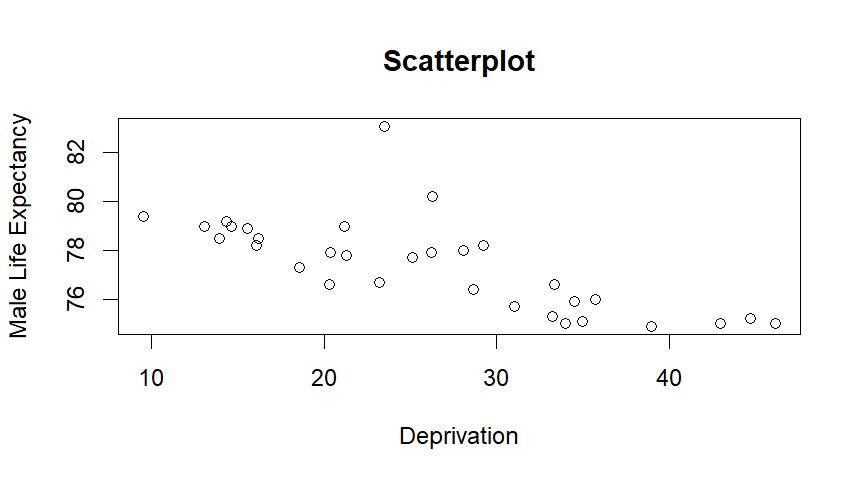 Scatterplot
Male Life Expectancy
82
80
78
76
10 20 30 40
Deprivation